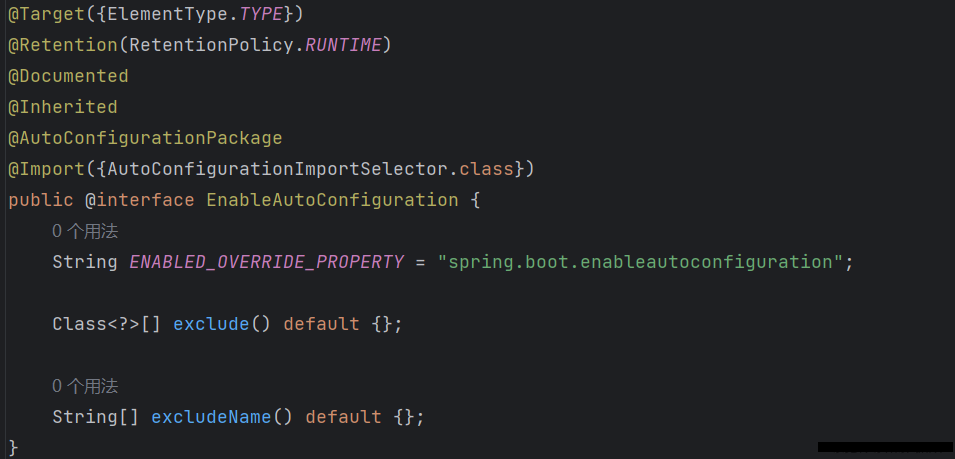 @Target({ElementType.TYPE})
@Retention(RetentionPolicy.RUNTIME)
@Documented
@Inherited
@AutoConfigurationPackage
@Import({AutoConfigurationImportSelector.class})
public @interface EnableAutoConfiguration {
0 个用法
String ENABLED_OVERRIDE_PROPERTY = "spring.boot.enableautoconfiguration";
Class<?>[] exclude() default {};
0 个用法
String[] excludeName() default {};
}